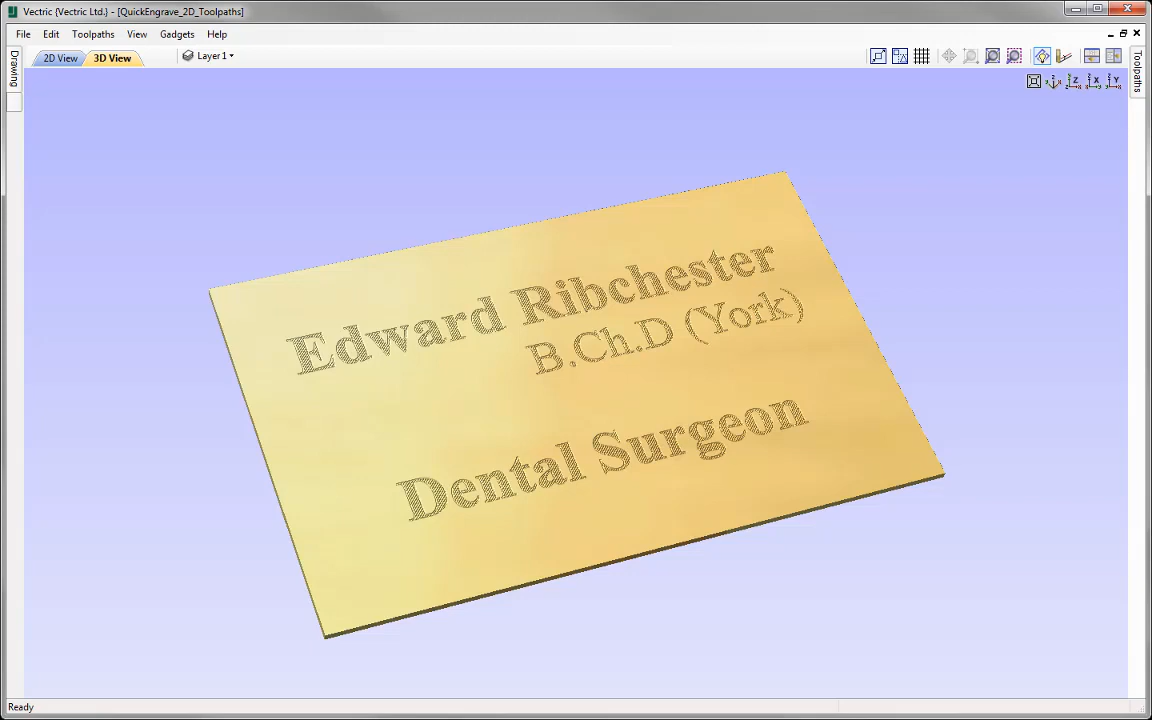 Vectric {Vectric Ltd.} - [QuickEngrave_2D_Toolpaths]
File Edit Toolpaths View Gadgets Help
2D View 3D View Layer 1
Drawing
Toolpaths
Z X Y
Edward Ribchester
B.Ch.D (York)
Dental Surgeon
Ready